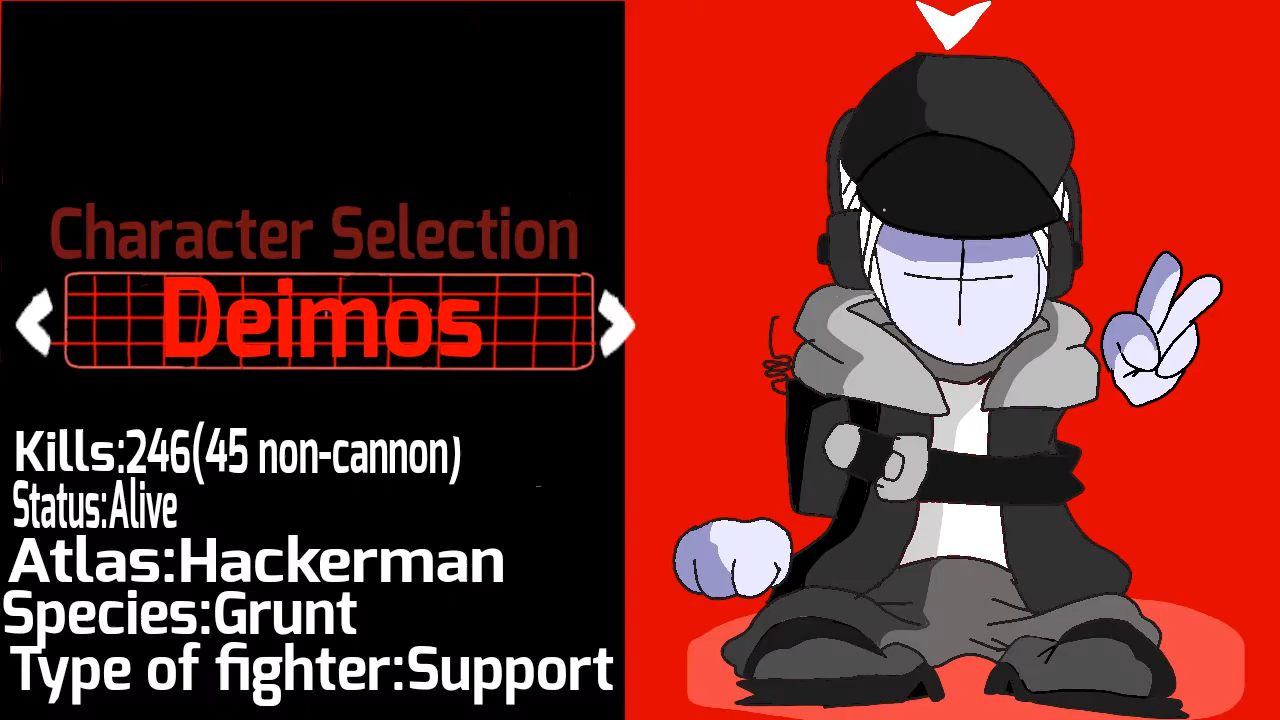 Character Selection
Deimos
Kills:246(45 non-cannon)
Status:Alive
Atlas:Hackerman
Species:Grunt
Type of fighter:Support